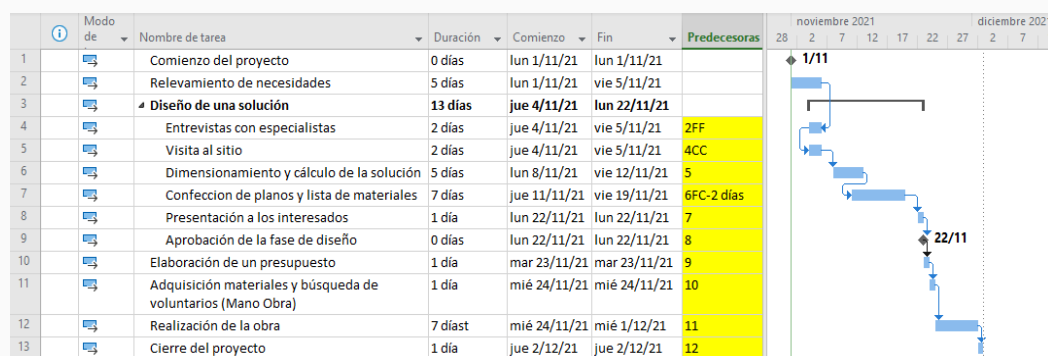 Modo de
Nombre de tarea
Duración
Comienzo
Fin
Predecesoras
noviembre 2021
diciembre 2021
28 2 7 12 17 22 27 2 7
1 Comienzo del proyecto 0 días lun 1/11/21 lun 1/11/21 1/11
2 Relevamiento de necesidades 5 días lun 1/11/21 vie 5/11/21
3 Diseño de una solución 13 días jue 4/11/21 lun 22/11/21
4 Entrevistas con especialistas 2 días jue 4/11/21 vie 5/11/21 2FF
5 Visita al sitio 2 días jue 4/11/21 vie 5/11/21 4CC
6 Dimensionamiento y cálculo de la solución 5 días lun 8/11/21 vie 12/11/21 5
7 Confeccion de planos y lista de materiales 7 días jue 11/11/21 vie 19/11/21 6FC-2 días
8 Presentación a los interesados 1 día lun 22/11/21 lun 22/11/21 7
9 Aprobación de la fase de diseño 0 días lun 22/11/21 lun 22/11/21 8 22/11
10 Elaboración de un presupuesto 1 día mar 23/11/21 mar 23/11/21 9
11 Adquisición materiales y búsqueda de 1 día mié 24/11/21 mié 24/11/21 10
voluntarios (Mano Obra)
12 Realización de la obra 7 díast mié 24/11/21 mié 1/12/21 11
13 Cierre del proyecto 1 día jue 2/12/21 jue 2/12/21 12